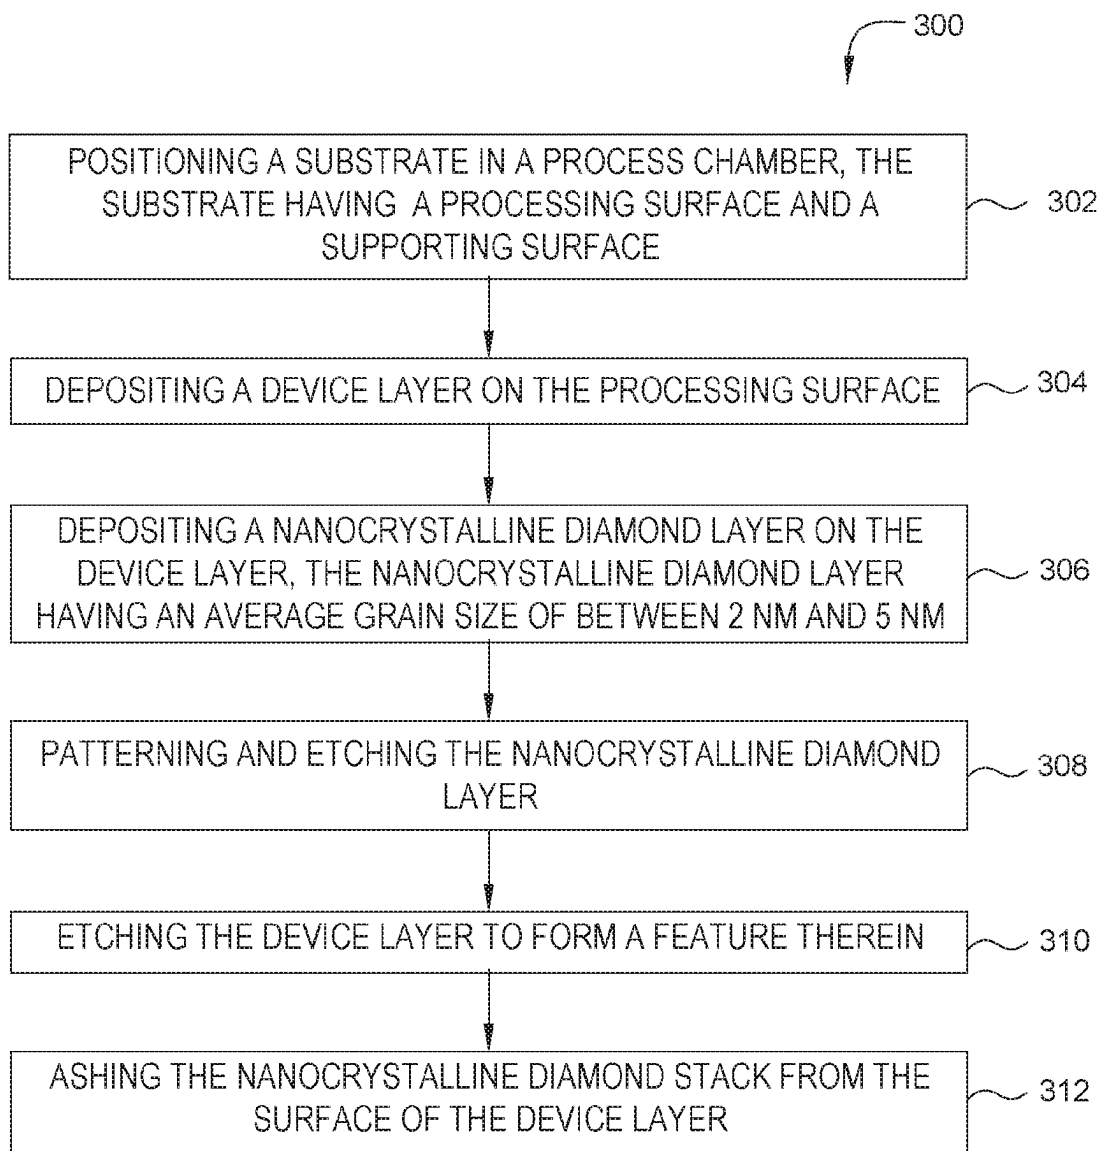 300
POSITIONING A SUBSTRATE IN A PROCESS CHAMBER, THE
SUBSTRATE HAVING A PROCESSING SURFACE AND A
SUPPORTING SURFACE
302
DEPOSITING A DEVICE LAYER ON THE PROCESSING SURFACE
304
DEPOSITING A NANOCRYSTALLINE DIAMOND LAYER ON THE
DEVICE LAYER, THE NANOCRYSTALLINE DIAMOND LAYER
HAVING AN AVERAGE GRAIN SIZE OF BETWEEN 2 NM AND 5 NM
306
PATTERNING AND ETCHING THE NANOCRYSTALLINE DIAMOND
LAYER
308
ETCHING THE DEVICE LAYER TO FORM A FEATURE THEREIN
310
ASHING THE NANOCRYSTALLINE DIAMOND STACK FROM THE
SURFACE OF THE DEVICE LAYER
312